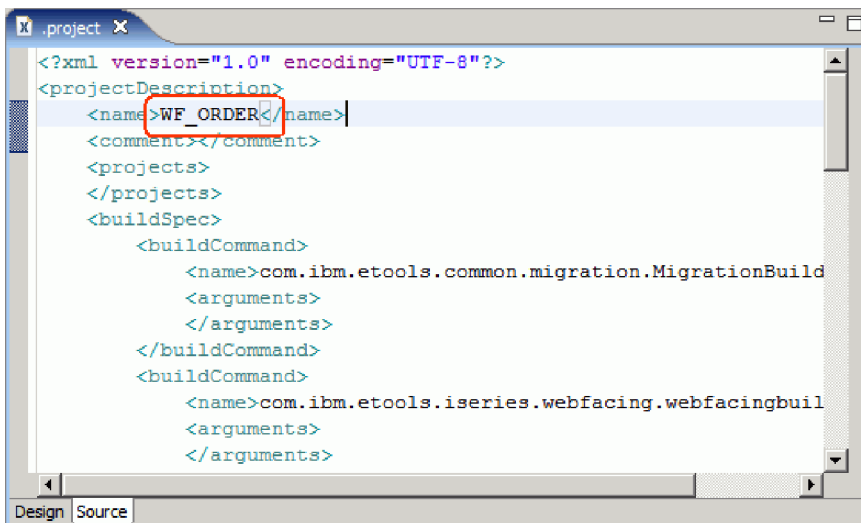 .project
<?xml version="1.0" encoding="UTF-8"?>
<projectDescription>
<name>WF_ORDER</name>
<comment></comment>
<projects>
</projects>
<buildSpec>
<buildCommand>
<name>com.ibm.etools.common.migration.MigrationBuild
<arguments>
</arguments>
</buildCommand>
<buildCommand>
<name>com.ibm.etools.iseries.webfacing.webfacingbuil
<arguments>
</arguments>
Design Source